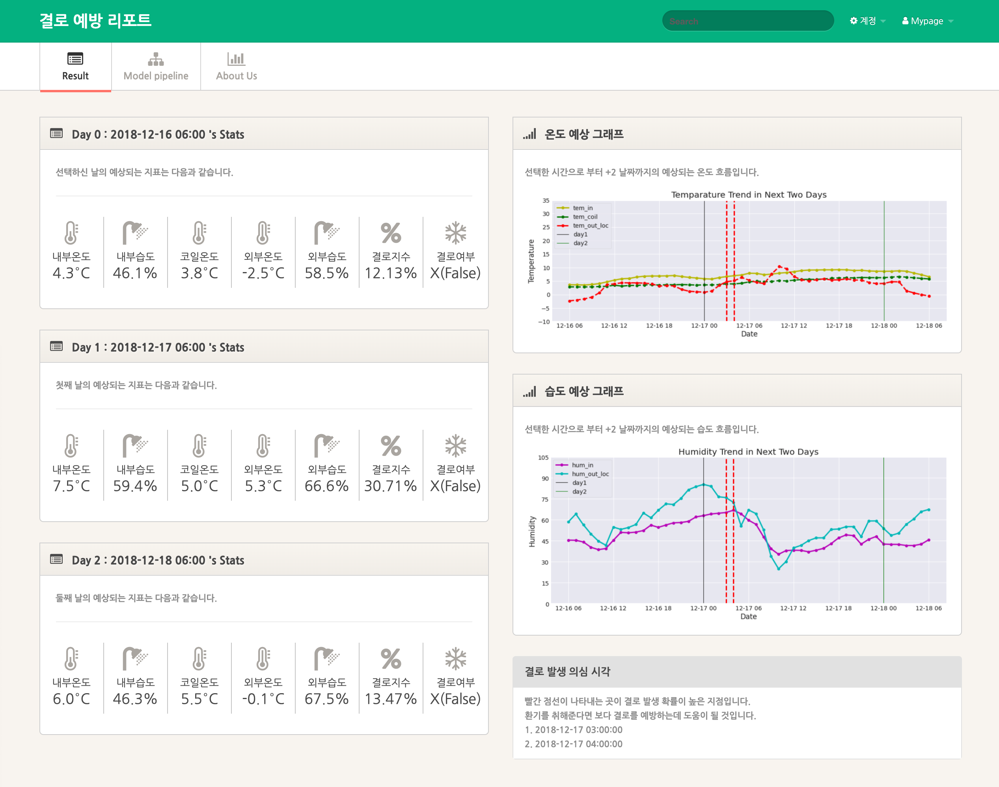 결로 예방 리포트
Search
계정
Mypage
Result
Model pipeline
About Us
Day 0 : 2018-12-16 06:00 's Stats
선택하신 날의 예상되는 지표는 다음과 같습니다.
내부온도 내부습도 코일온도 외부온도 외부습도 결로지수 결로여부
4.3°C 46.1% 3.8°C -2.5°C 58.5% 12.13% X(False)
Day 1 : 2018-12-17 06:00 's Stats
첫째 날의 예상되는 지표는 다음과 같습니다.
내부온도 내부습도 코일온도 외부온도 외부습도 결로지수 결로여부
7.5°C 59.4% 5.0°C 5.3°C 66.6% 30.71% X(False)
Day 2 : 2018-12-18 06:00 's Stats
둘째 날의 예상되는 지표는 다음과 같습니다.
내부온도 내부습도 코일온도 외부온도 외부습도 결로지수 결로여부
6.0°C 46.3% 5.5°C -0.1°C 67.5% 13.47% X(False)
온도 예상 그래프
선택한 시간으로 부터 +2 날짜까지의 예상되는 온도 흐름입니다.
Temparature Trend in Next Two Days
35
30
25
20
15
10
5
0
−5
−10
Temperature
tem_in
tem_coil
tem_out_loc
day1
day2
12-16 06 12-16 12 12-16 18 12-17 00 12-17 06 12-17 12 12-17 18 12-18 00 12-18 06
Date
습도 예상 그래프
선택한 시간으로 부터 +2 날짜까지의 예상되는 습도 흐름입니다.
Humidity Trend in Next Two Days
105
90
75
60
45
30
15
0
Humidity
hum_in
hum_out_loc
day1
day2
12-16 06 12-16 12 12-16 18 12-17 00 12-17 06 12-17 12 12-17 18 12-18 00 12-18 06
Date
결로 발생 의심 시각
빨간 점선이 나타내는 곳이 결로 발생 확률이 높은 지점입니다.
환기를 취해준다면 보다 결로를 예방하는데 도움이 될 것입니다.
1. 2018-12-17 03:00:00
2. 2018-12-17 04:00:00